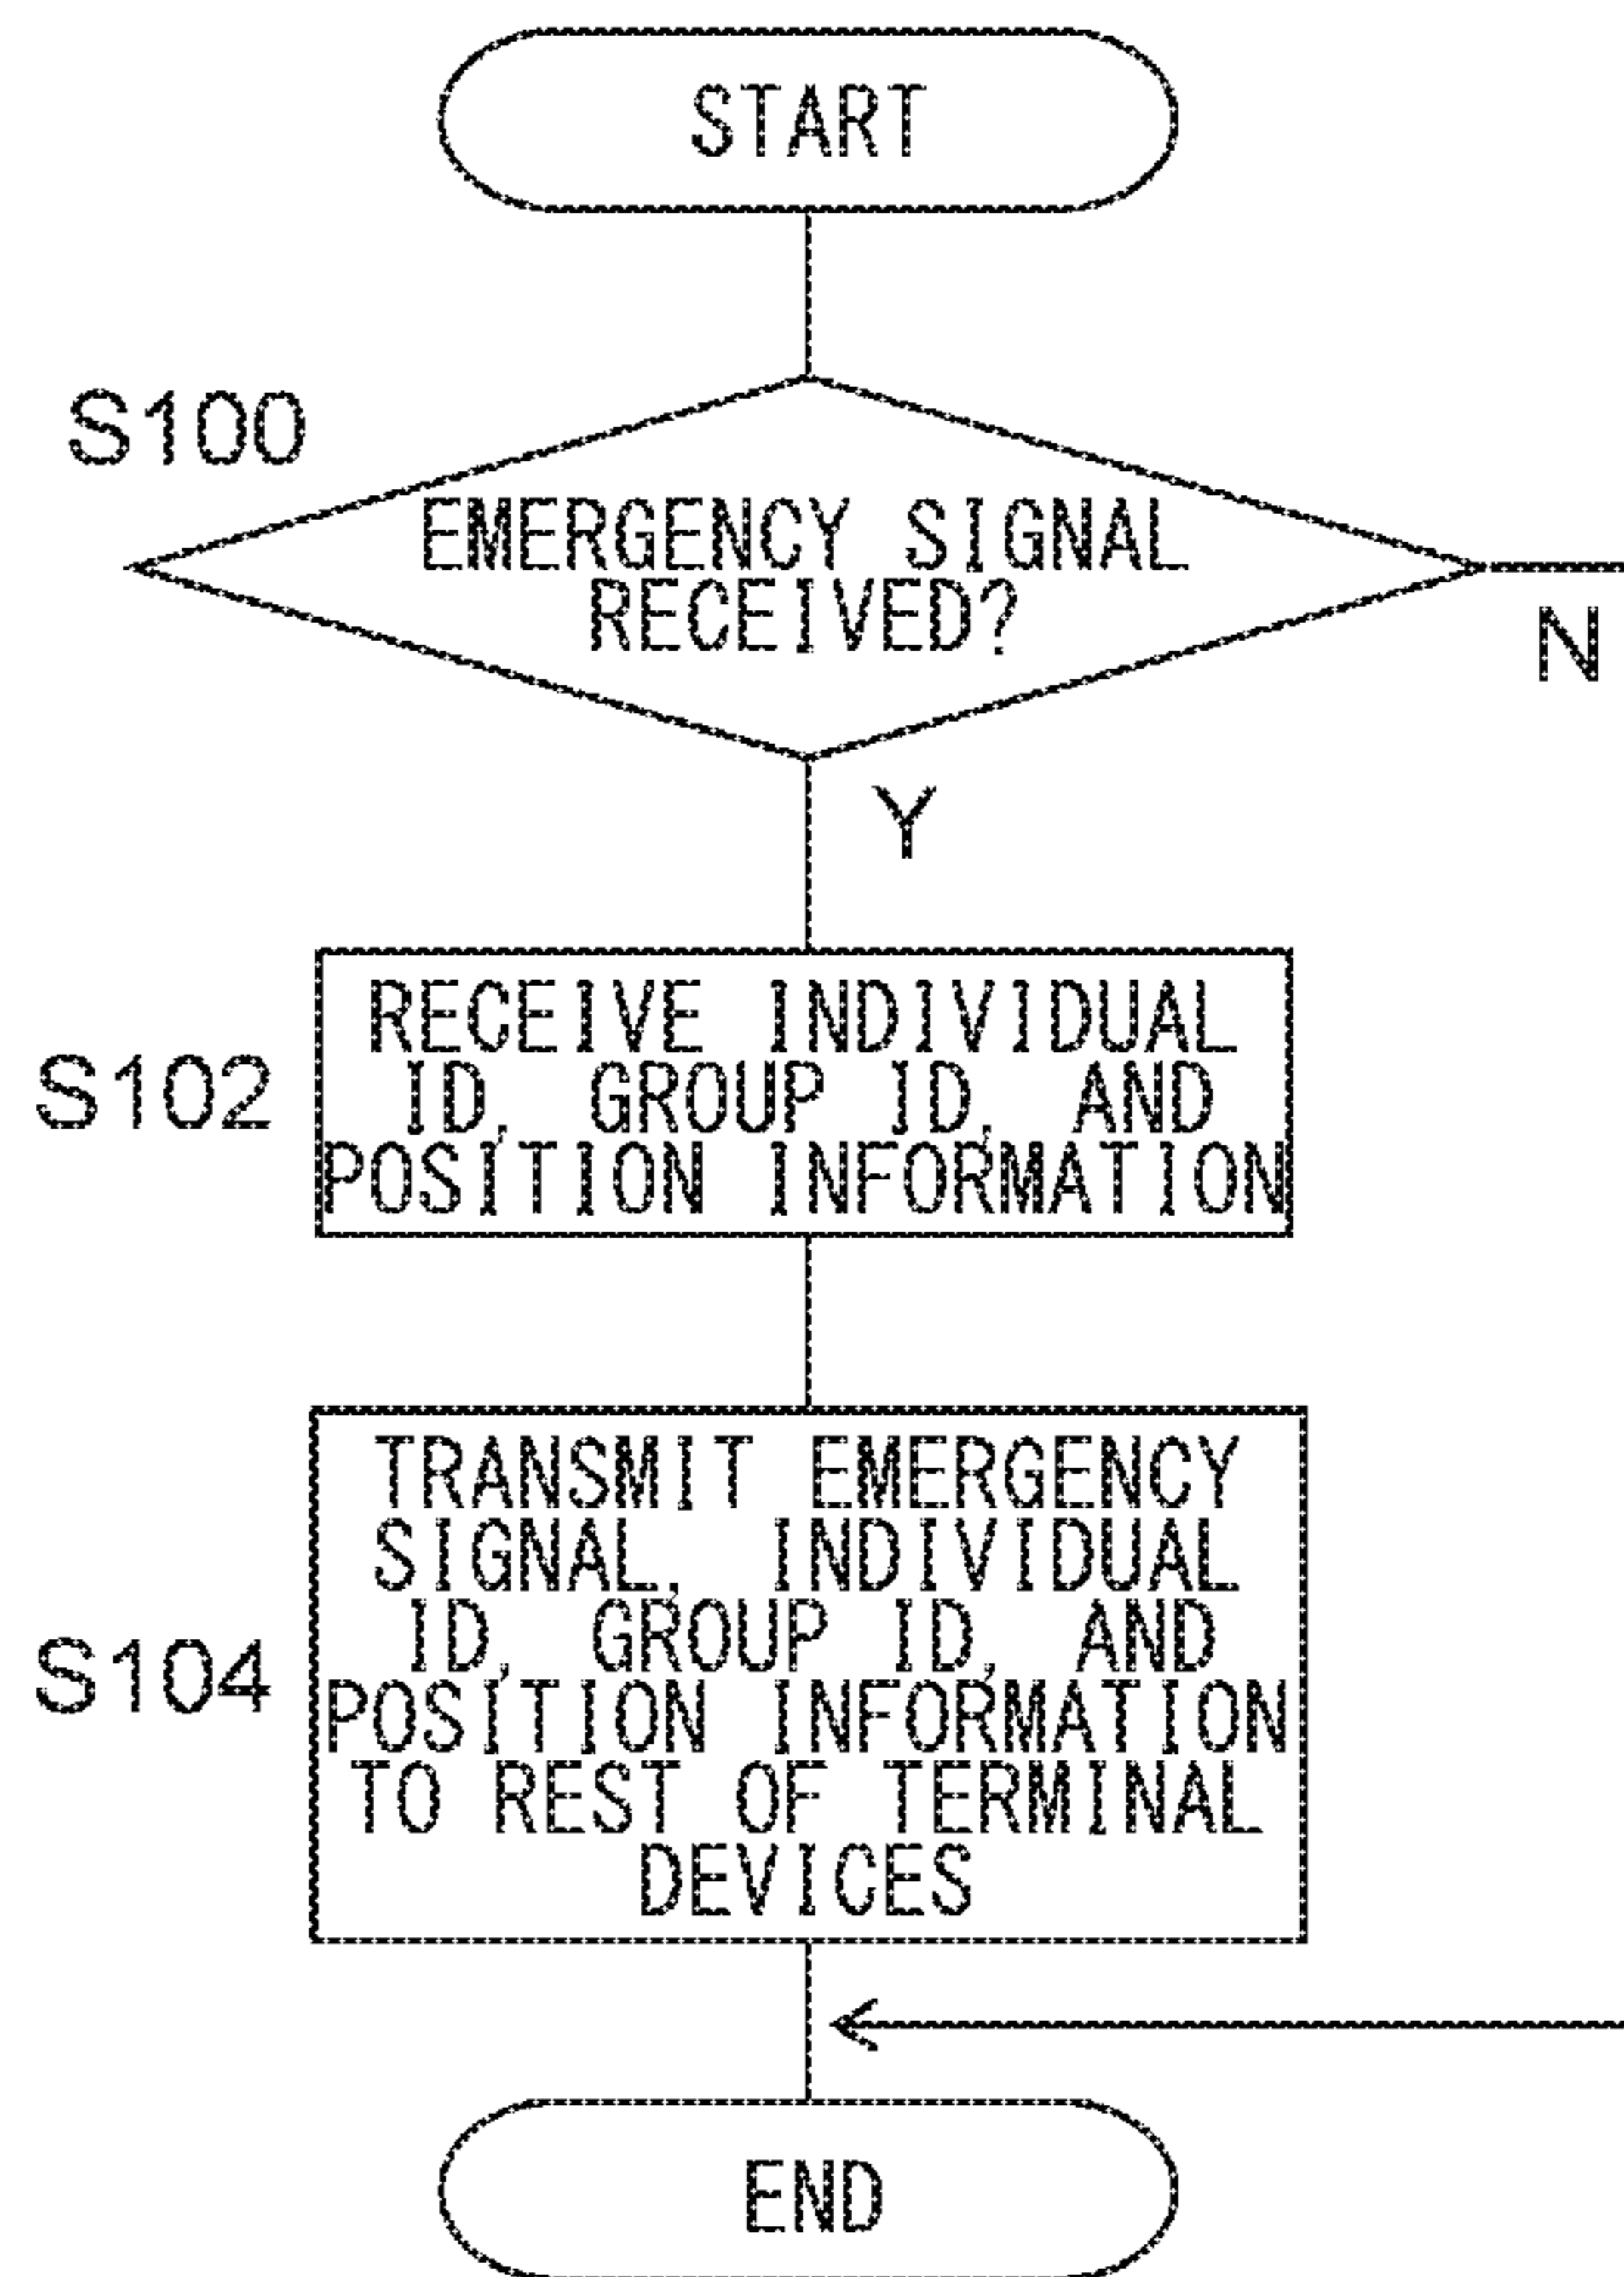 START
S100
EMERGENCY SIGNAL
RECEIVED?
N
Y
S102
RECEIVE INDIVIDUAL
ID, GROUP ID, AND
POSITION INFORMATION
S104
TRANSMIT EMERGENCY
SIGNAL, INDIVIDUAL
ID, GROUP ID, AND
POSITION INFORMATION
TO REST OF TERMINAL
DEVICES
END